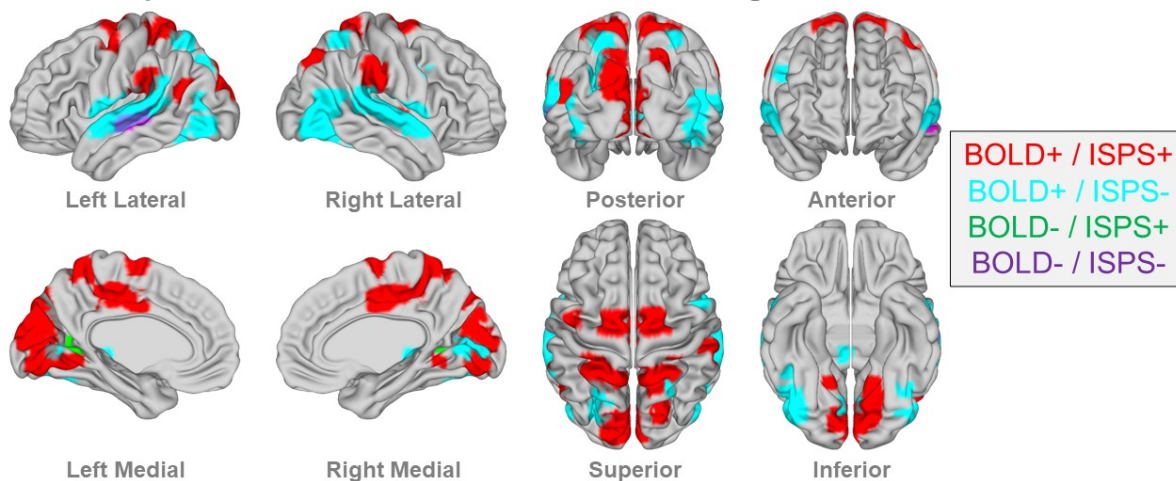 Left Lateral
Right Lateral
Posterior
Anterior
BOLD+ / ISPS+
BOLD+ / ISPS-
BOLD- / ISPS+
BOLD- / ISPS-
Left Medial
Right Medial
Superior
Inferior